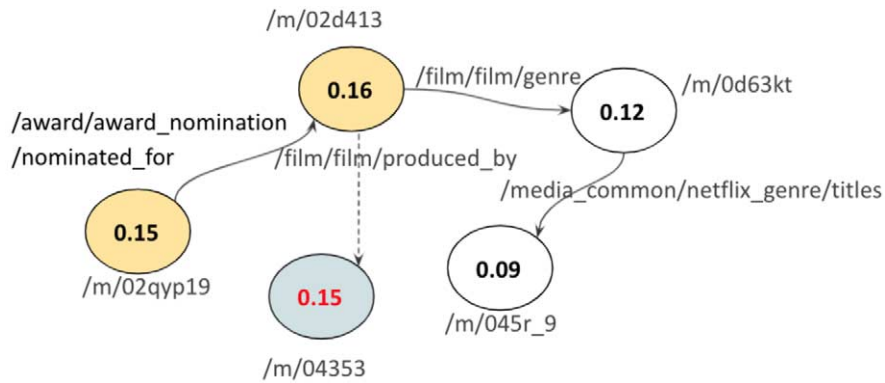 /m/02d413
0.16
/film/film/genre
/m/0d63kt
0.12
/award/award_nomination
/nominated_for
/film/film/produced_by
/media_common/netflix_genre/titles
0.15
/m/02qyp19
0.15
0.09
/m/045r_9
/m/04353